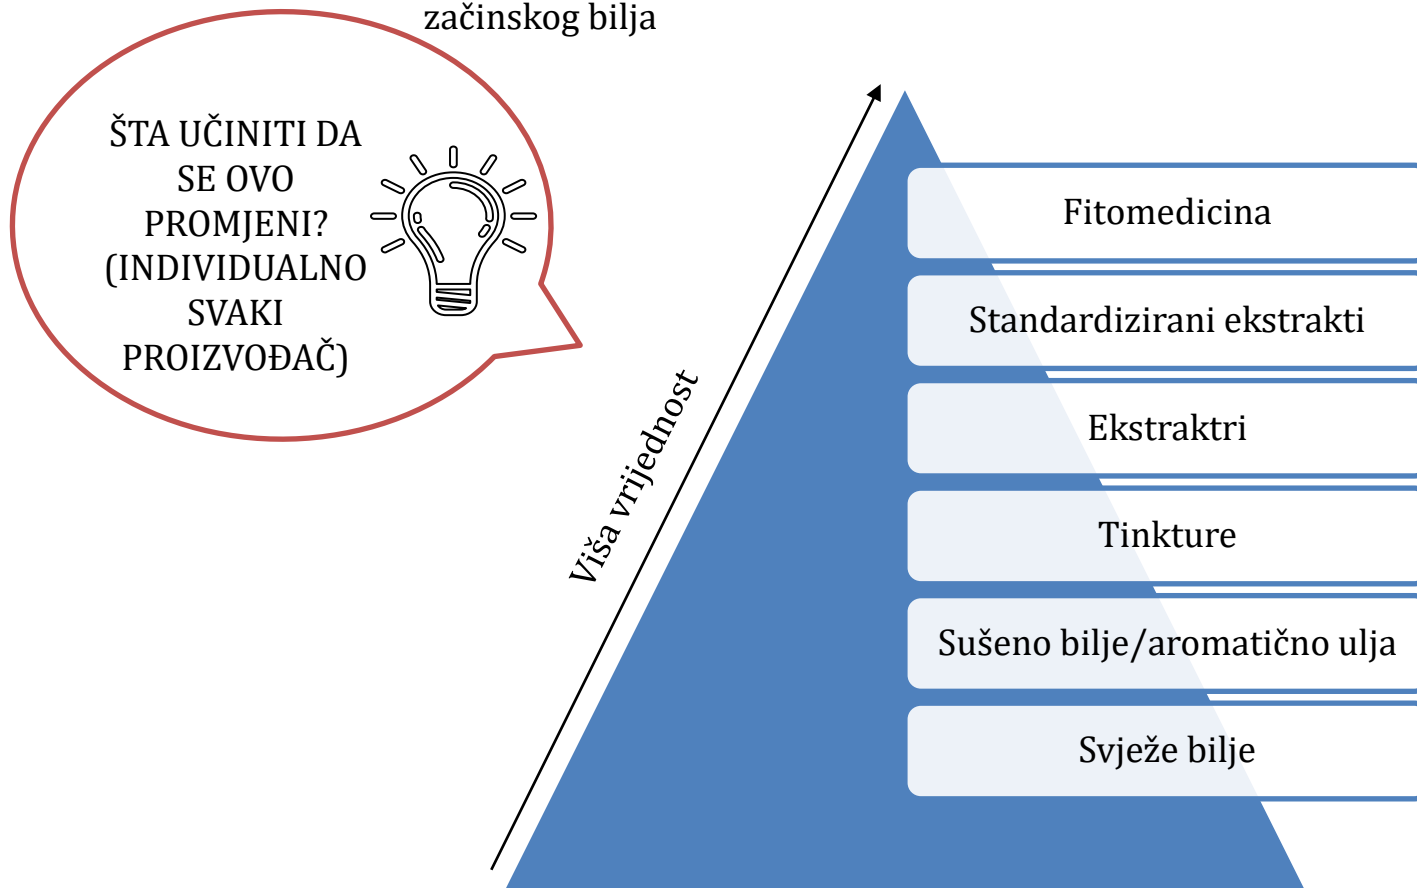 začinskog bilja
ŠTA UČINITI DA
SE OVO
PROMJENI?
(INDIVIDUALNO
SVAKI
PROIZVOĐAČ)
Viša vrijednost
Fitomedicina
Standardizirani ekstrakti
Ekstraktri
Tinkture
Sušeno bilje/aromatično ulja
Svježe bilje